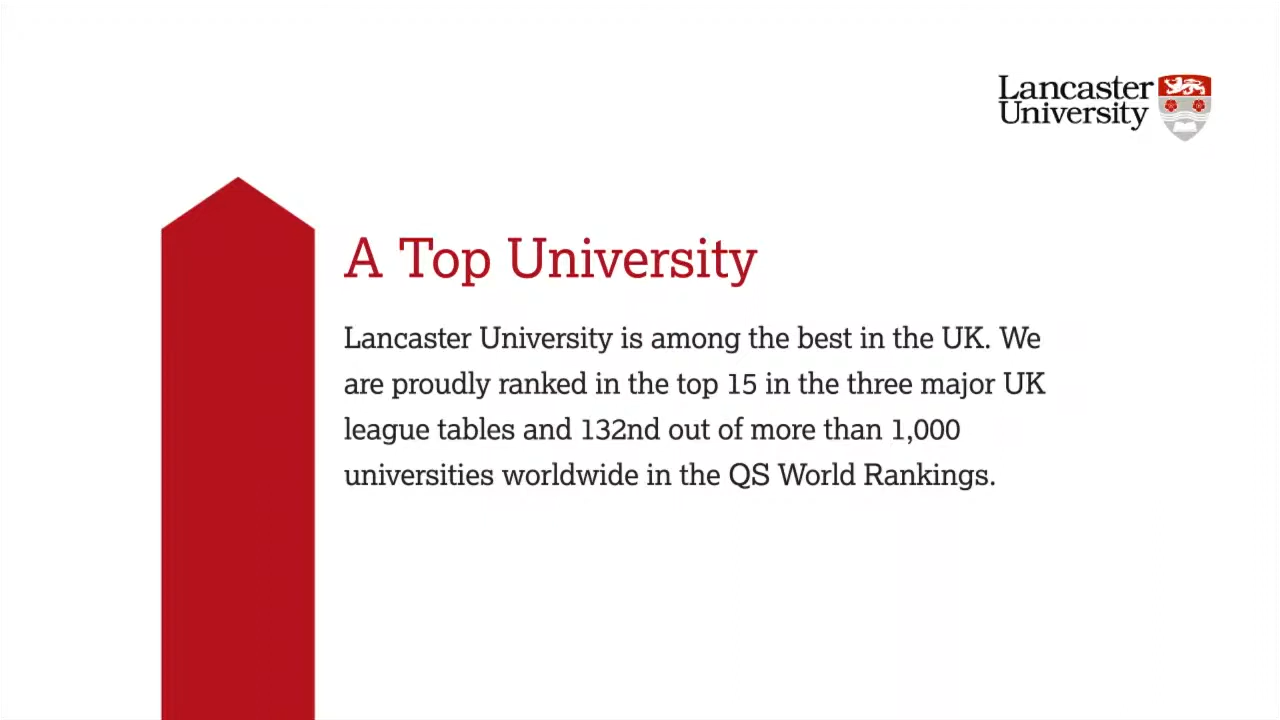 Lancaster
University
A Top University
Lancaster University is among the best in the UK. We
are proudly ranked in the top 15 in the three major UK
league tables and 132nd out of more than 1,000
universities worldwide in the QS World Rankings.